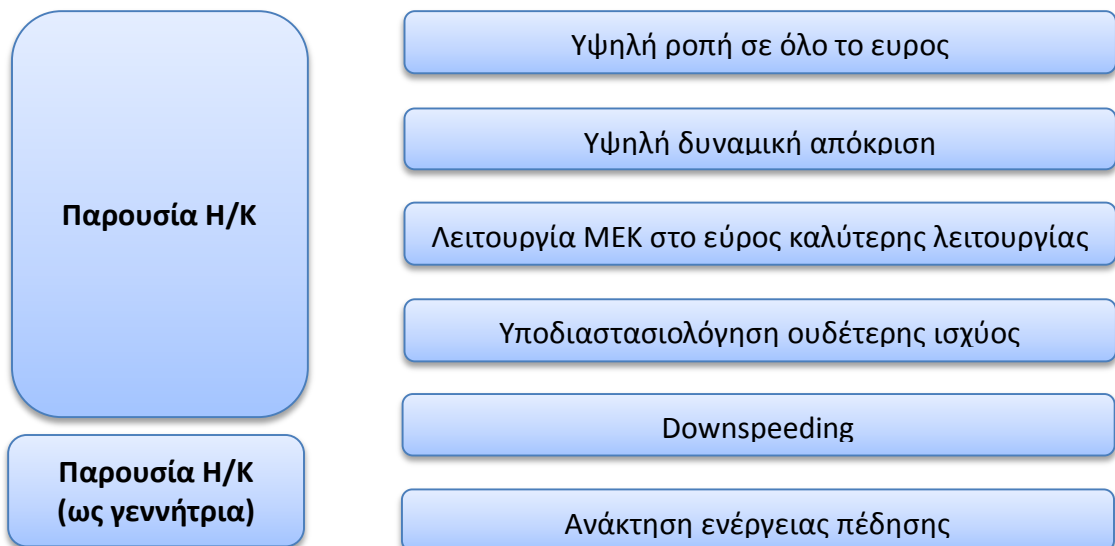 Παρουσία Η/Κ
Υψηλή ροπή σε όλο το ευρος
Υψηλή δυναμική απόκριση
Λειτουργία ΜΕΚ στο εύρος καλύτερης λειτουργίας
Υποδιαστασιολόγηση ουδέτερης ισχύος
Downspeeding
Παρουσία Η/Κ
(ως γεννήτρια)
Ανάκτηση ενέργειας πέδησης